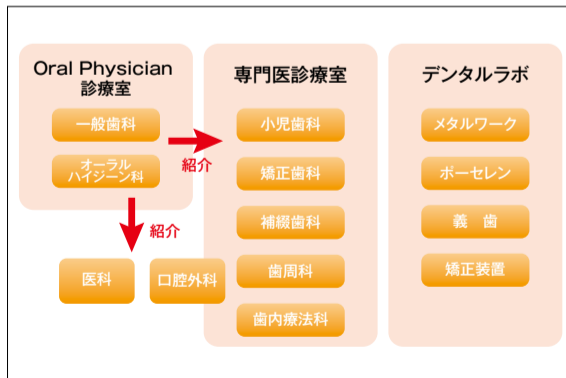 Oral Physician
診療室
一般歯科
オーラル
ハイジーン科
紹介
紹介
医科
口腔外科
専門医診療室
小児歯科
矯正歯科
補綴歯科
歯周科
歯内療法科
デンタルラボ
メタルワーク
ポーセレン
義　歯
矯正装置